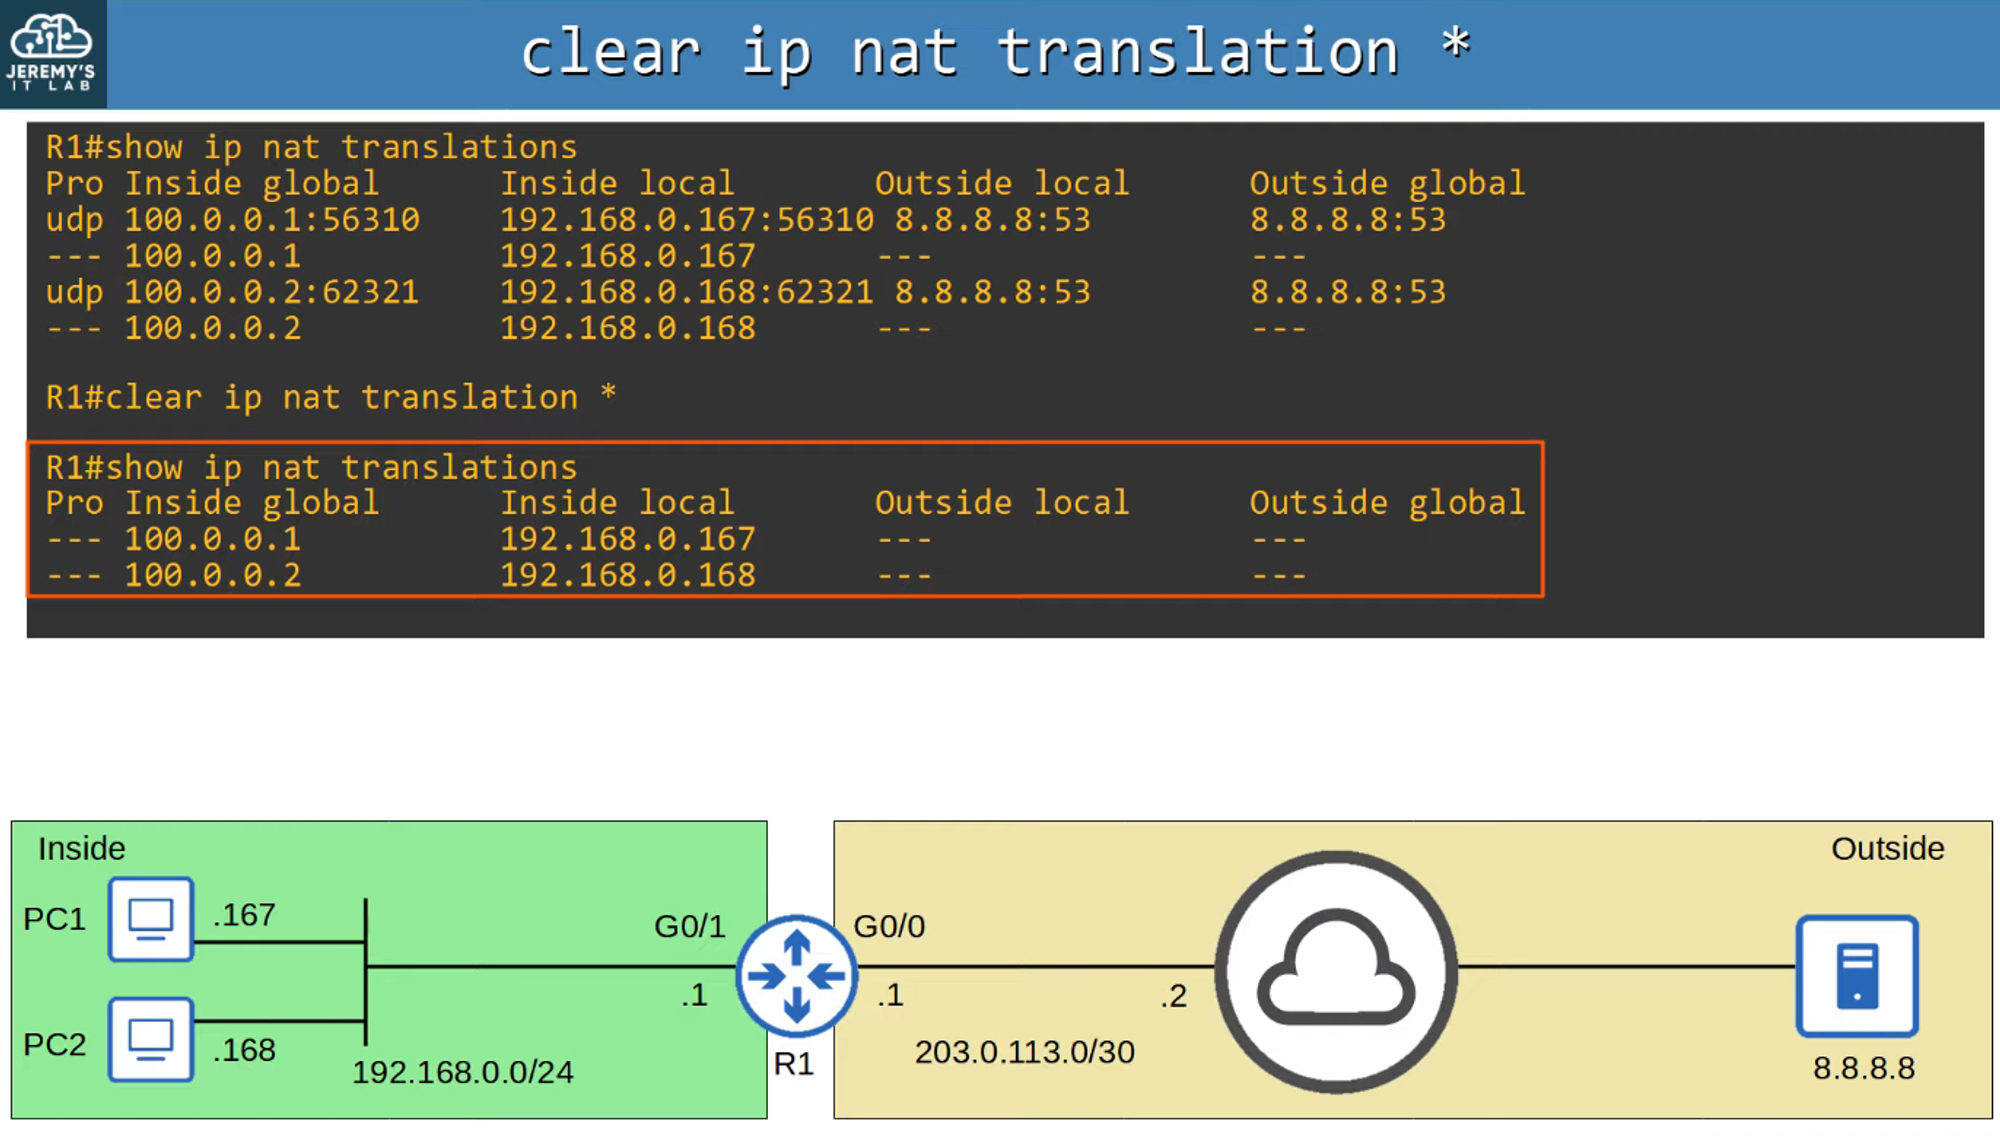 JEREMY'S
IT LAB
clear ip nat translation *
R1#show ip nat translations
Pro Inside global Inside local Outside local Outside global
udp 100.0.0.1:56310 192.168.0.167:56310 8.8.8.8:53 8.8.8.8:53
--- 100.0.0.1 192.168.0.167 --- ---
udp 100.0.0.2:62321 192.168.0.168:62321 8.8.8.8:53 8.8.8.8:53
--- 100.0.0.2 192.168.0.168 --- ---
R1#clear ip nat translation *
R1#show ip nat translations
Pro Inside global Inside local Outside local Outside global
--- 100.0.0.1 192.168.0.167 --- ---
--- 100.0.0.2 192.168.0.168 --- ---
Inside
PC1
.167
PC2
.168
192.168.0.0/24
G0/1
.1
R1
G0/0
.1
.2
203.0.113.0/30
Outside
8.8.8.8